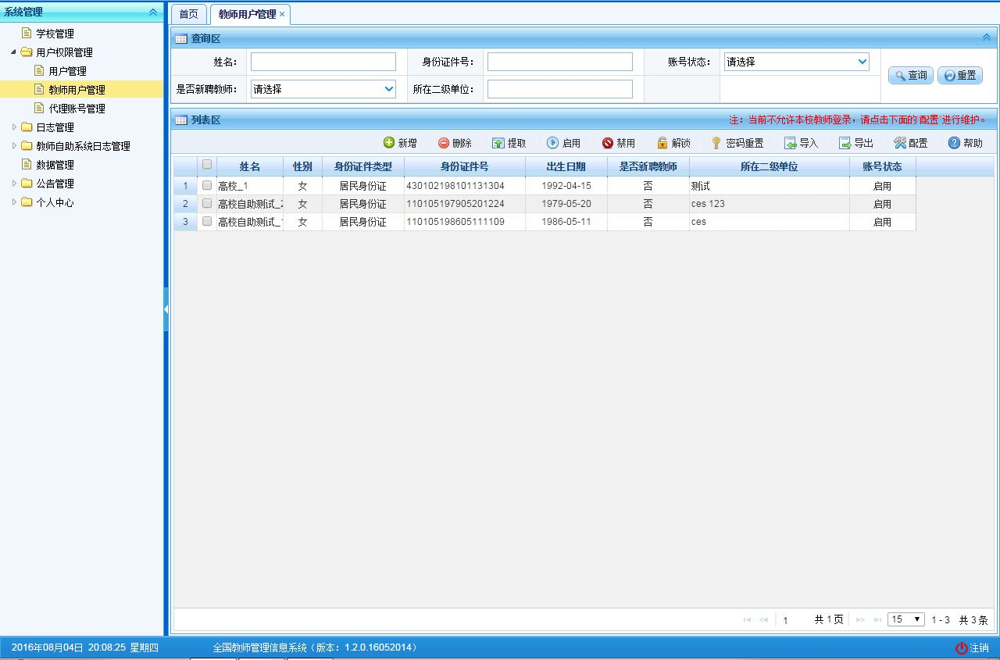 系统管理
学校管理
用户权限管理
用户管理
教师用户管理
代理账号管理
日志管理
教师自助系统日志管理
数据管理
公告管理
个人中心
首页 教师用户管理 ×
查询区
姓名： 身份证件号： 账号状态： 请选择 查询 重置
是否新聘教师： 请选择 所在二级单位：
列表区 注：当前不允许本校教师登录，请点击下面的‘配置’进行维护。
新增 删除 提取 启用 禁用 解锁 密码重置 导入 导出 配置 帮助
姓名 性别 身份证件类型 身份证件号 出生日期 是否新聘教师 所在二级单位 账号状态
1 高校_1 女 居民身份证 430102198101131304 1992-04-15 否 测试 启用
2 高校自助测试_2 女 居民身份证 110105197905201224 1979-05-20 否 ces 123 启用
3 高校自助测试_1 女 居民身份证 110105198605111109 1986-05-11 否 ces 启用
1 共 1 页 15 1 - 3 共 3 条
2016年08月04日 20:08:25 星期四 全国教师管理信息系统（版本：1.2.0.16052014） 注销